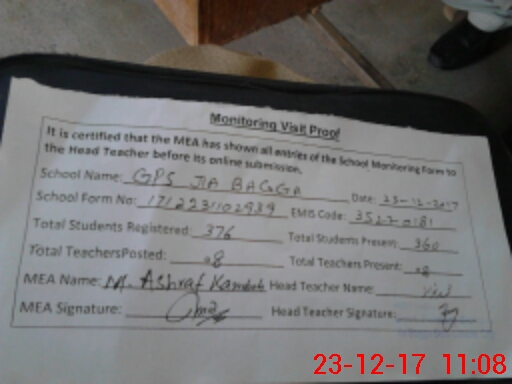 Monitoring Visit Proof
It is certified that the MEA has shown all entries of the School Monitoring Form to
the Head Teacher before its online submission.
School Name: GPS JIA BAGGA Date: 23-12-2017
School Form No: EMIS Code: 35220181
Total Students Registered: 376 Total Students Present: 360
Total TeachersPosted: 08 Total Teachers Present: 08
MEA Name: M. Ashraf Kamboh Head Teacher Name:
MEA Signature: Head Teacher Signature:
23-12-17 11:08